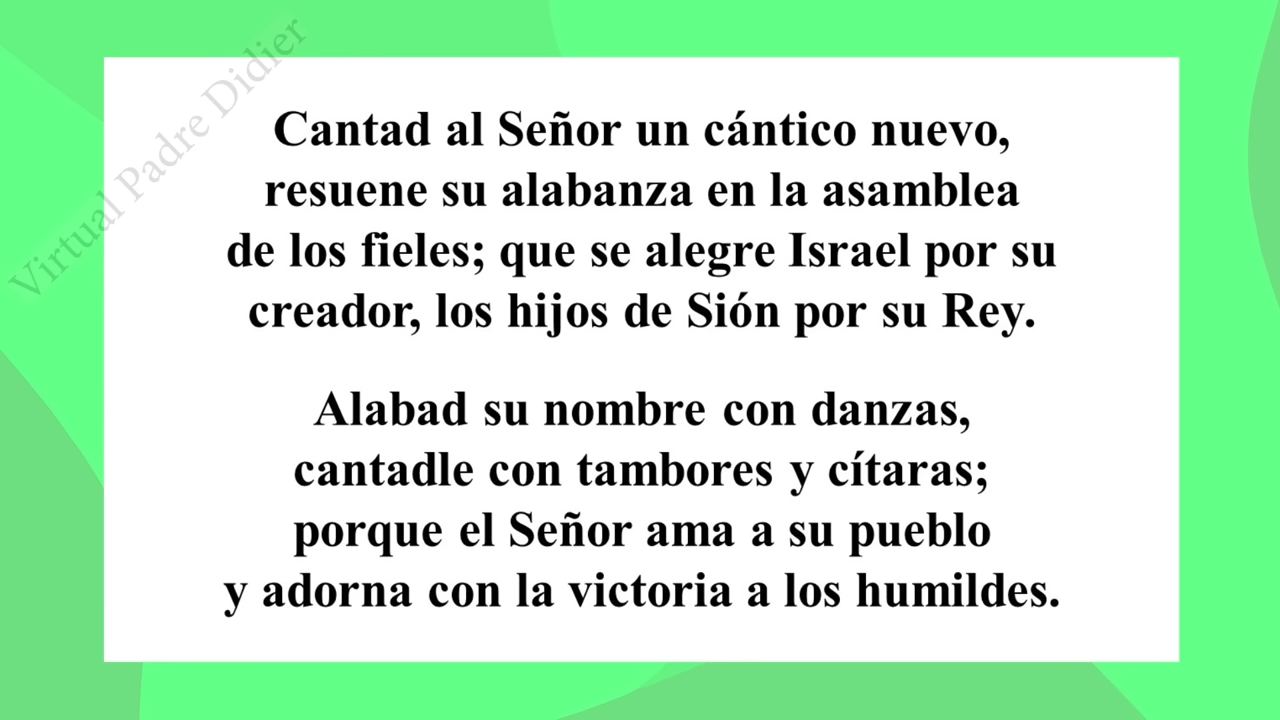 Virtual Padre Didier
Cantad al Señor un cántico nuevo,
resuene su alabanza en la asamblea
de los fieles; que se alegre Israel por su
creador, los hijos de Sión por su Rey.
Alabad su nombre con danzas,
cantadle con tambores y cítaras;
porque el Señor ama a su pueblo
y adorna con la victoria a los humildes.